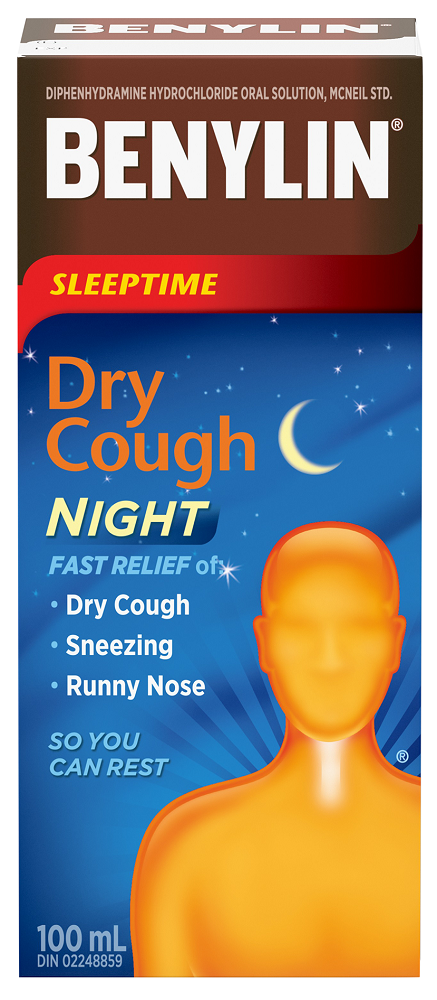 BENYLIN®
DIPHENHYDRAMINE HYDROCHLORIDE ORAL SOLUTION, MCNEIL STD.
BENYLIN®
SLEEPTIME
Dry
Cough
NIGHT
FAST RELIEF of:
• Dry Cough
• Sneezing
• Runny Nose
SO YOU
CAN REST
®
100 mL
DIN 02248859